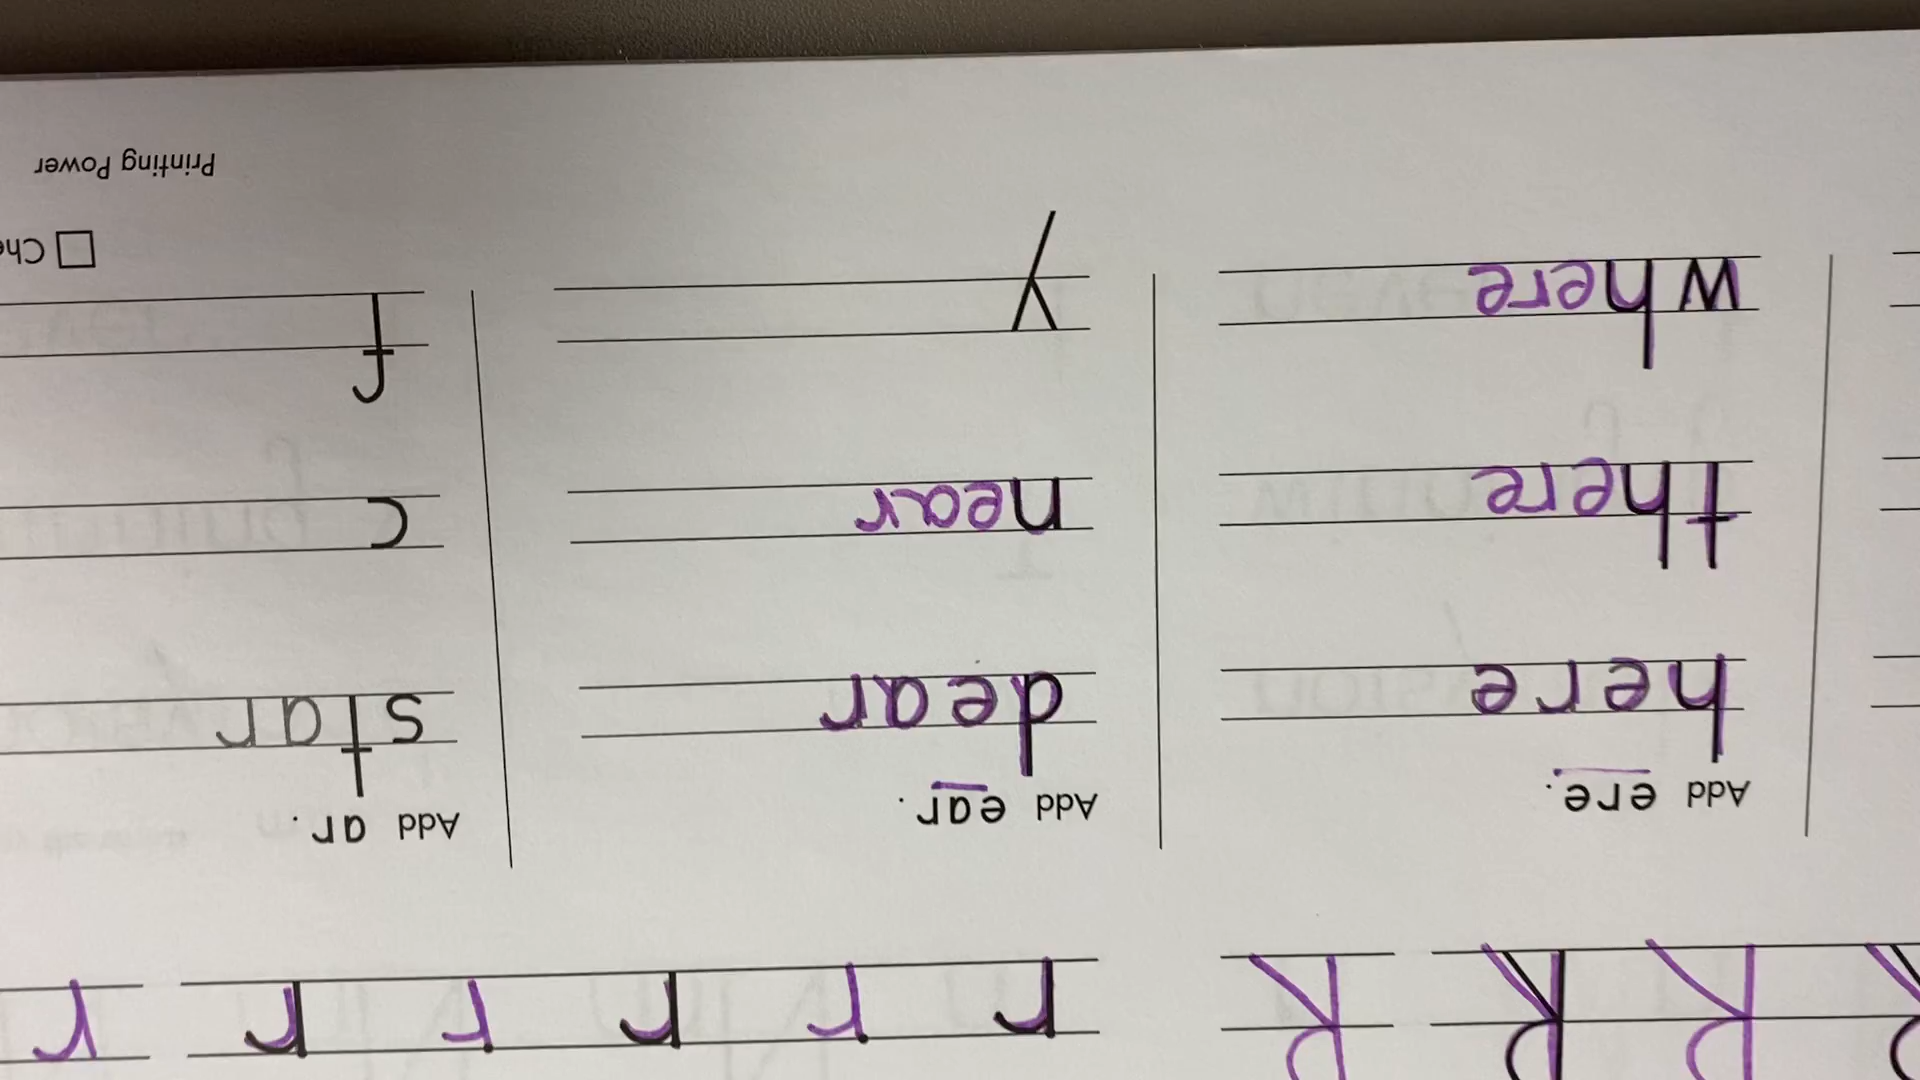 R R R R
r r r r r r
Add ere.
here
there
where
Add ear.
dear
near
y
Add ar.
star
c
f
Printing Power